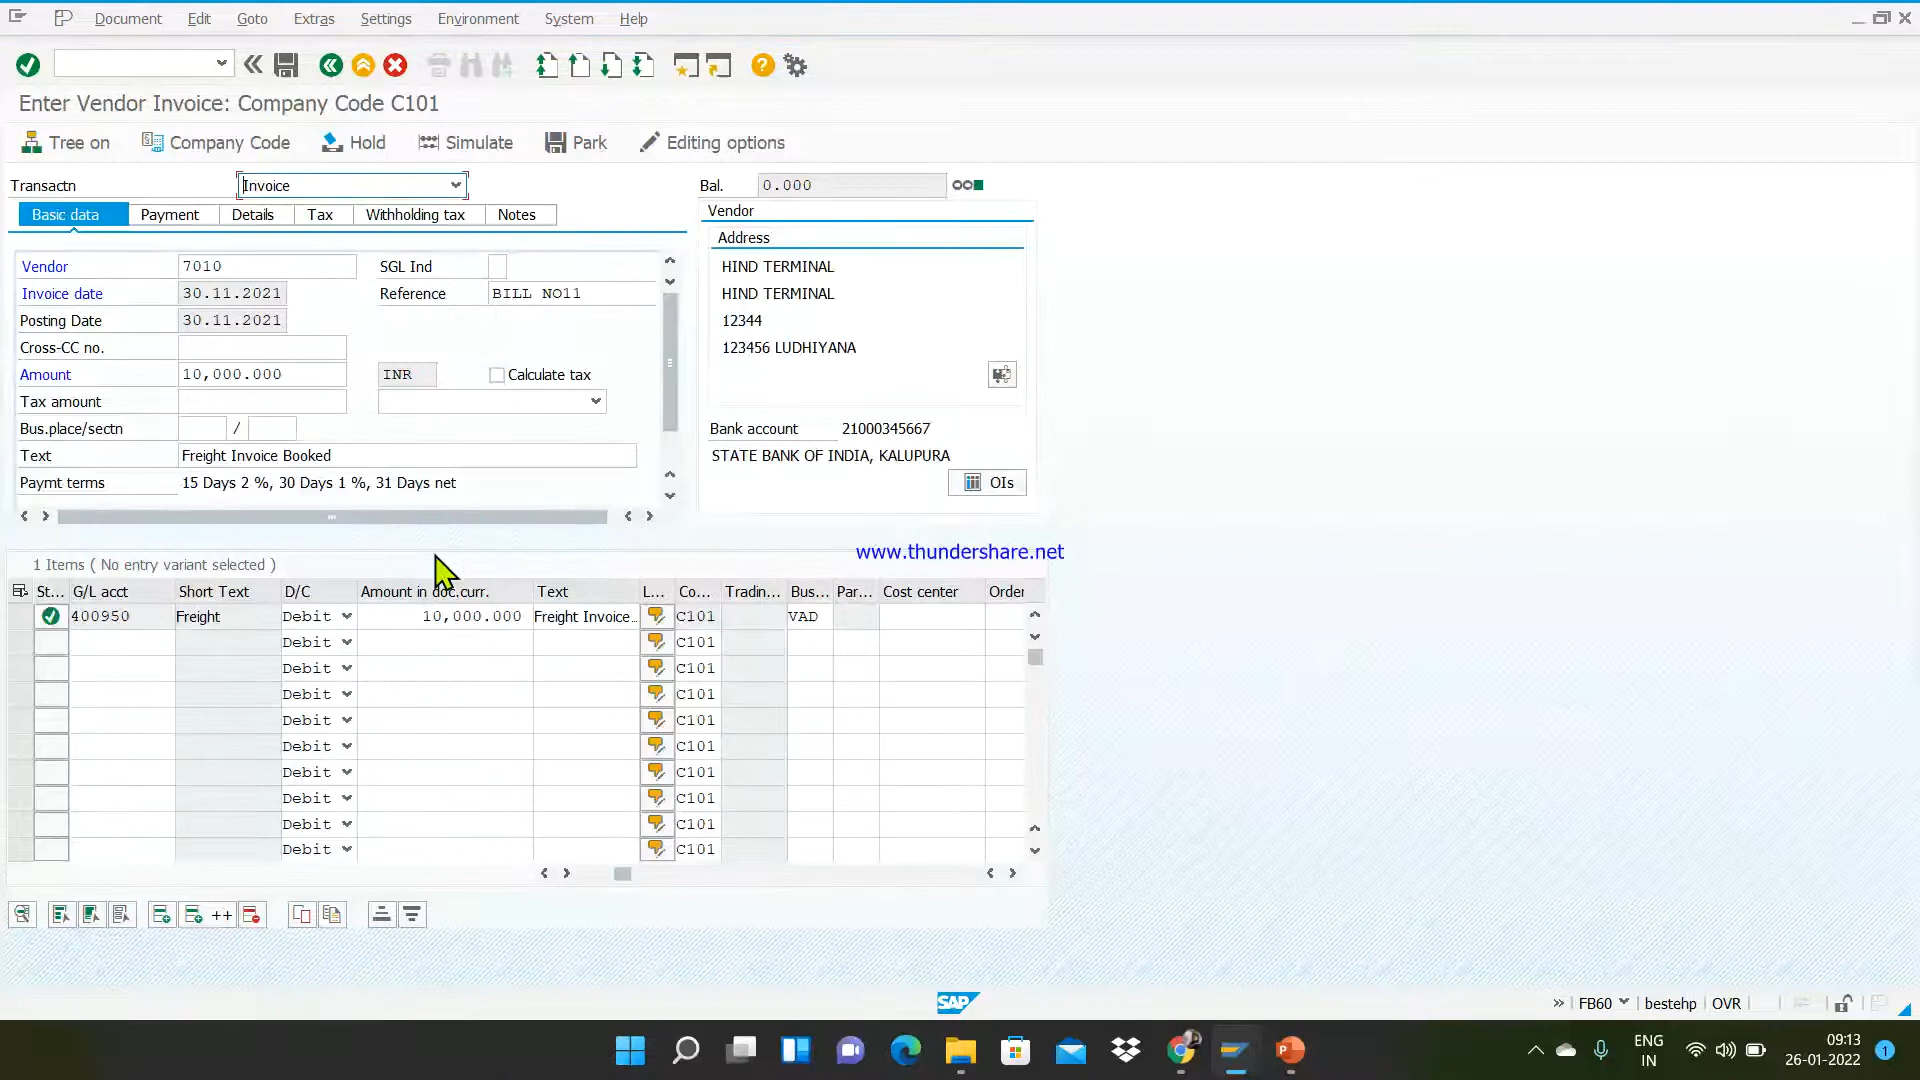 Document Edit Goto Extras Settings Environment System Help
Enter Vendor Invoice: Company Code C101
Tree on Company Code Hold Simulate Park Editing options
Transactn Invoice Bal. 0.000
Basic data Payment Details Tax Withholding tax Notes
Vendor
Address
Vendor 7010 SGL Ind
HIND TERMINAL
Invoice date 30.11.2021 Reference BILL NO11
HIND TERMINAL
Posting Date 30.11.2021
12344
Cross-CC no.
123456 LUDHIYANA
Amount 10,000.000 INR Calculate tax
Tax amount
Bus.place/sectn /
Bank account 21000345667
Text Freight Invoice Booked
STATE BANK OF INDIA, KALUPURA
Paymt terms 15 Days 2 %, 30 Days 1 %, 31 Days net
OIs
www.thundershare.net
1 Items ( No entry variant selected )
St... G/L acct Short Text D/C Amount in doc.curr. Text L... Co... Tradin... Bus... Par... Cost center Order
400950 Freight Debit 10,000.000 Freight Invoice... C101 VAD
Debit C101
Debit C101
Debit C101
Debit C101
Debit C101
Debit C101
Debit C101
Debit C101
Debit C101
++
SAP
FB60 bestehp OVR
ENG
IN
09:13
26-01-2022
1